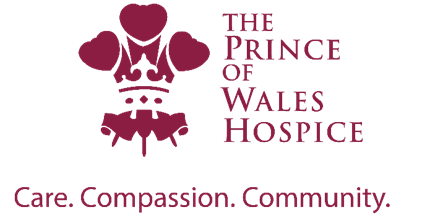 THE
PRINCE
OF
WALES
HOSPICE
Care. Compassion. Community.